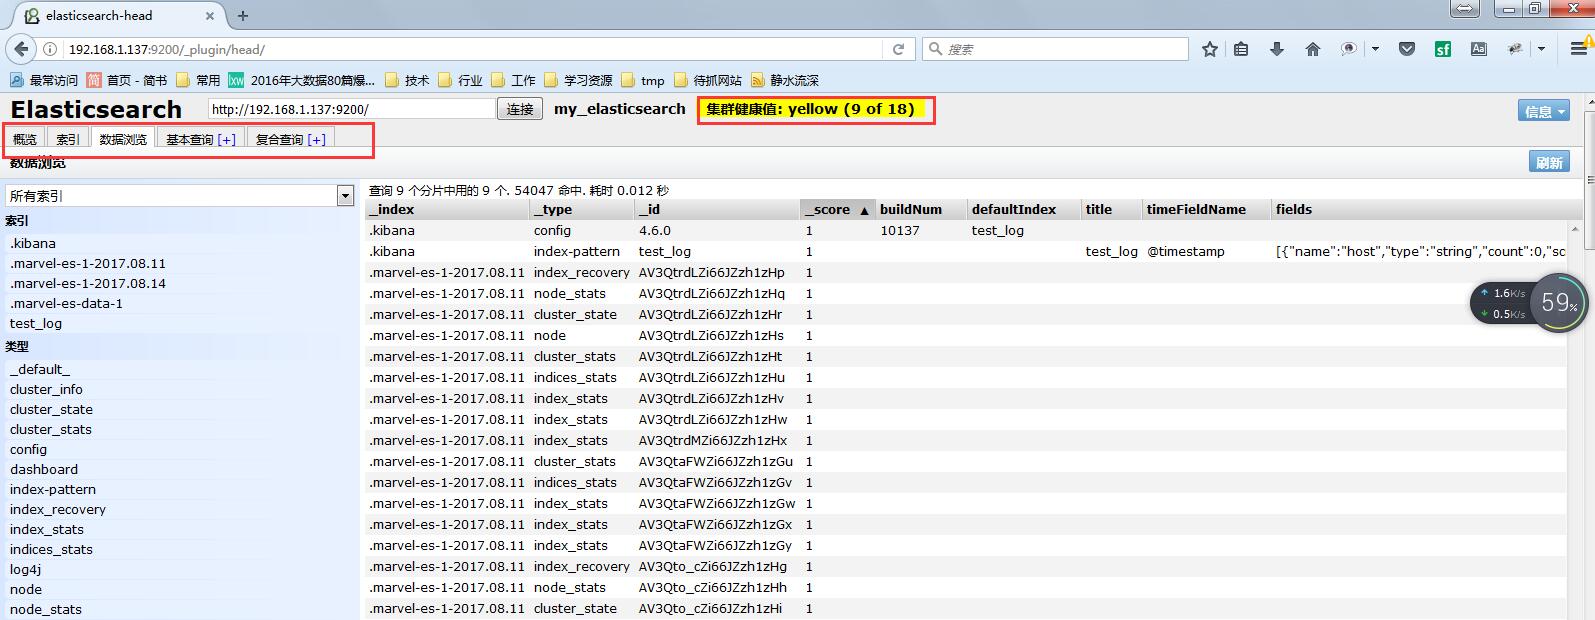 elasticsearch-head
192.168.1.137:9200/_plugin/head/
搜索
最常访问 首页 - 简书 常用 2016年大数据80篇爆... 技术 行业 工作 学习资源 tmp 待抓网站 静水流深
Elasticsearch http://192.168.1.137:9200/ 连接 my_elasticsearch 集群健康值: yellow (9 of 18) 信息
概览 索引 数据浏览 基本查询 [+] 复合查询 [+]
数据浏览 刷新
所有索引
索引
.kibana
.marvel-es-1-2017.08.11
.marvel-es-1-2017.08.14
.marvel-es-data-1
test_log
类型
_default_
cluster_info
cluster_state
cluster_stats
config
dashboard
index-pattern
index_recovery
index_stats
indices_stats
log4j
node
node_stats
查询 9 个分片中用的 9 个. 54047 命中. 耗时 0.012 秒
_index _type _id _score ▲ buildNum defaultIndex title timeFieldName fields
.kibana config 4.6.0 1 10137 test_log
.kibana index-pattern test_log 1 test_log @timestamp [{"name":"host","type":"string","count":0,"sc
.marvel-es-1-2017.08.11 index_recovery AV3QtrdLZi66JZzh1zHp 1
.marvel-es-1-2017.08.11 node_stats AV3QtrdLZi66JZzh1zHq 1
.marvel-es-1-2017.08.11 cluster_state AV3QtrdLZi66JZzh1zHr 1
.marvel-es-1-2017.08.11 node AV3QtrdLZi66JZzh1zHs 1
.marvel-es-1-2017.08.11 cluster_stats AV3QtrdLZi66JZzh1zHt 1
.marvel-es-1-2017.08.11 indices_stats AV3QtrdLZi66JZzh1zHu 1
.marvel-es-1-2017.08.11 index_stats AV3QtrdLZi66JZzh1zHv 1
.marvel-es-1-2017.08.11 index_stats AV3QtrdLZi66JZzh1zHw 1
.marvel-es-1-2017.08.11 index_stats AV3QtrdMZi66JZzh1zHx 1
.marvel-es-1-2017.08.11 cluster_stats AV3QtaFWZi66JZzh1zGu 1
.marvel-es-1-2017.08.11 indices_stats AV3QtaFWZi66JZzh1zGv 1
.marvel-es-1-2017.08.11 index_stats AV3QtaFWZi66JZzh1zGw 1
.marvel-es-1-2017.08.11 index_stats AV3QtaFWZi66JZzh1zGx 1
.marvel-es-1-2017.08.11 index_stats AV3QtaFWZi66JZzh1zGy 1
.marvel-es-1-2017.08.11 index_recovery AV3Qto_cZi66JZzh1zHg 1
.marvel-es-1-2017.08.11 node_stats AV3Qto_cZi66JZzh1zHh 1
.marvel-es-1-2017.08.11 cluster_state AV3Qto_cZi66JZzh1zHi 1
1.6K/s
0.5K/s
59%